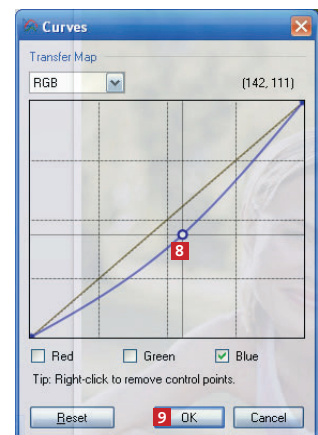 Curves
Transfer Map
RGB (142, 111)
8
Red Green Blue
Tip: Right-click to remove control points.
Reset 9 OK Cancel